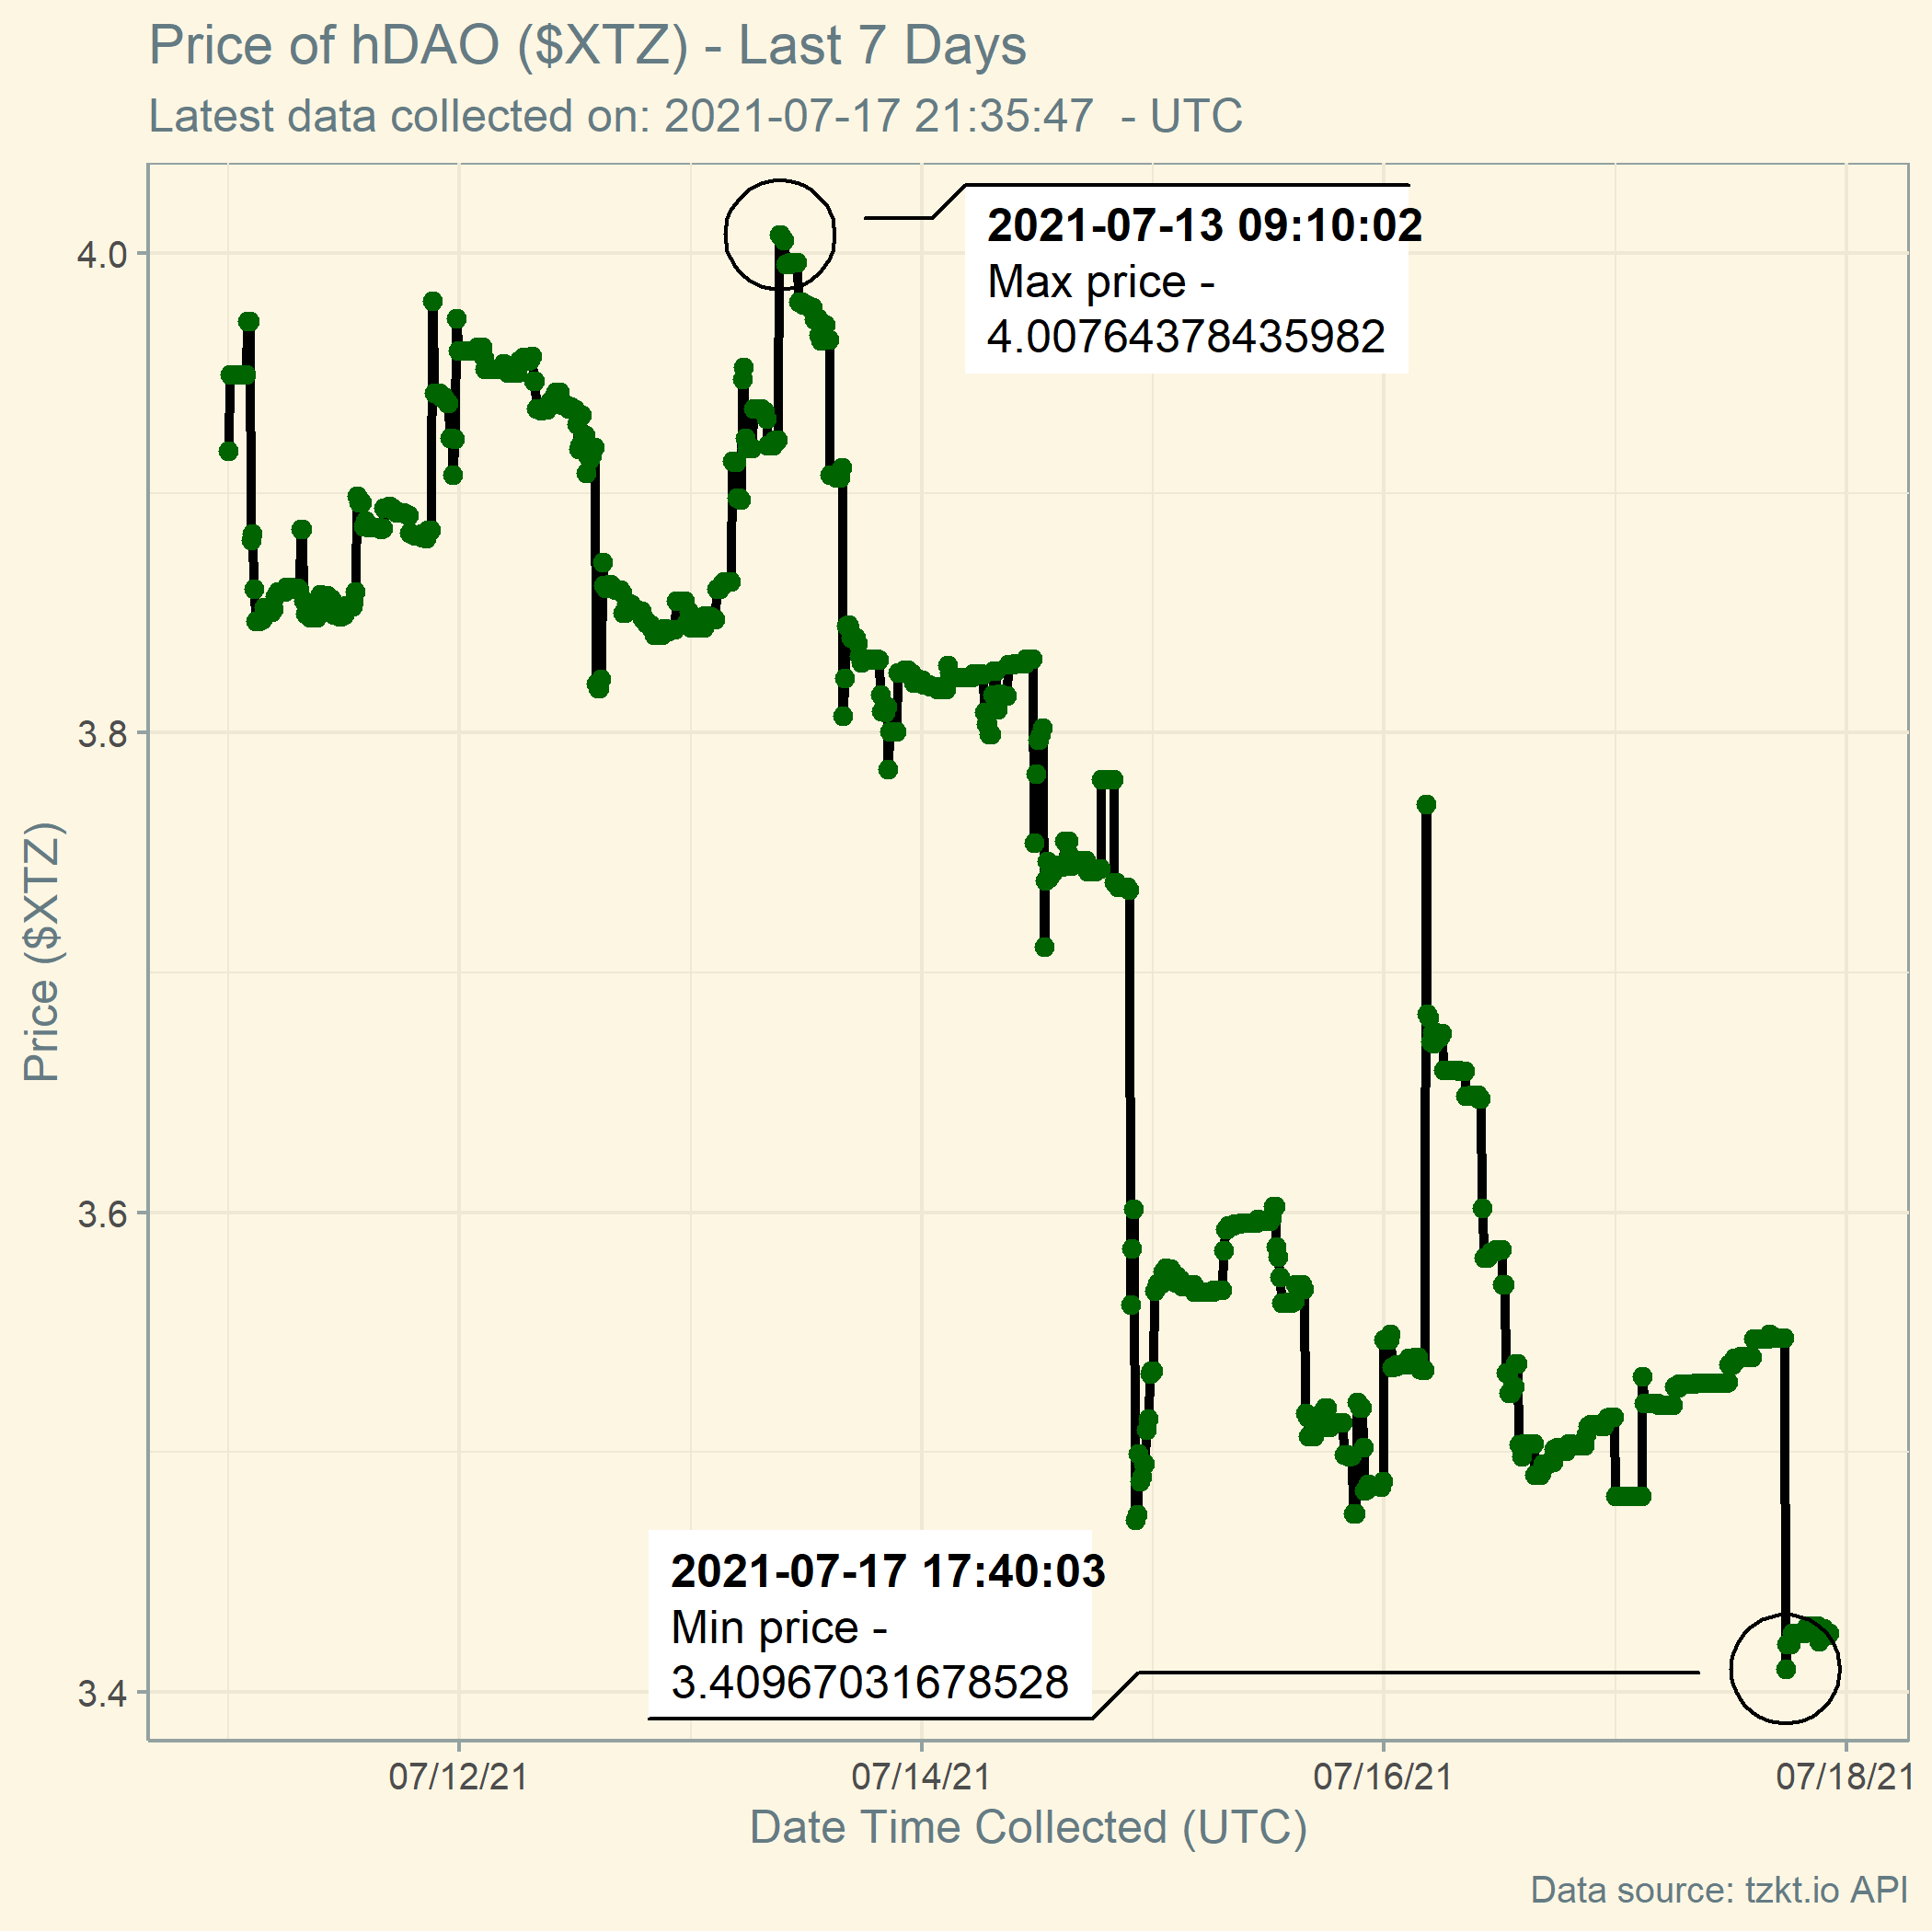 Price of hDAO ($XTZ) - Last 7 Days
Latest data collected on: 2021-07-17 21:35:47  - UTC
2021-07-13 09:10:02
Max price -
4.00764378435982
4.0
3.8
3.6
3.4
Price ($XTZ)
2021-07-17 17:40:03
Min price -
3.40967031678528
07/12/21
07/14/21
07/16/21
07/18/21
Date Time Collected (UTC)
Data source: tzkt.io API